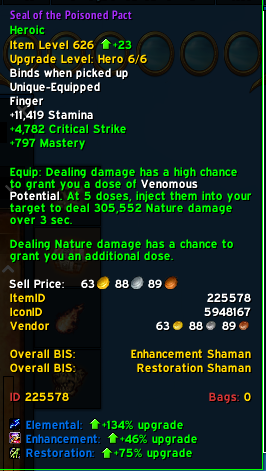 Seal of the Poisoned Pact
Heroic
Item Level 626 +23
Upgrade Level: Hero 6/6
Binds when picked up
Unique-Equipped
Finger
+11,419 Stamina
+4,782 Critical Strike
+797 Mastery
Equip: Dealing damage has a high chance
to grant you a dose of Venomous
Potential. At 5 doses, inject them into your
target to deal 305,552 Nature damage
over 3 sec.
Dealing Nature damage has a chance to
grant you an additional dose.
Sell Price: 63 88 89
ItemID 225578
IconID 5948167
Vendor 63 88 89
Overall BIS: Enhancement Shaman
Overall BIS: Restoration Shaman
ID 225578 Bags: 0
Elemental: +134% upgrade
Enhancement: +46% upgrade
Restoration: +75% upgrade